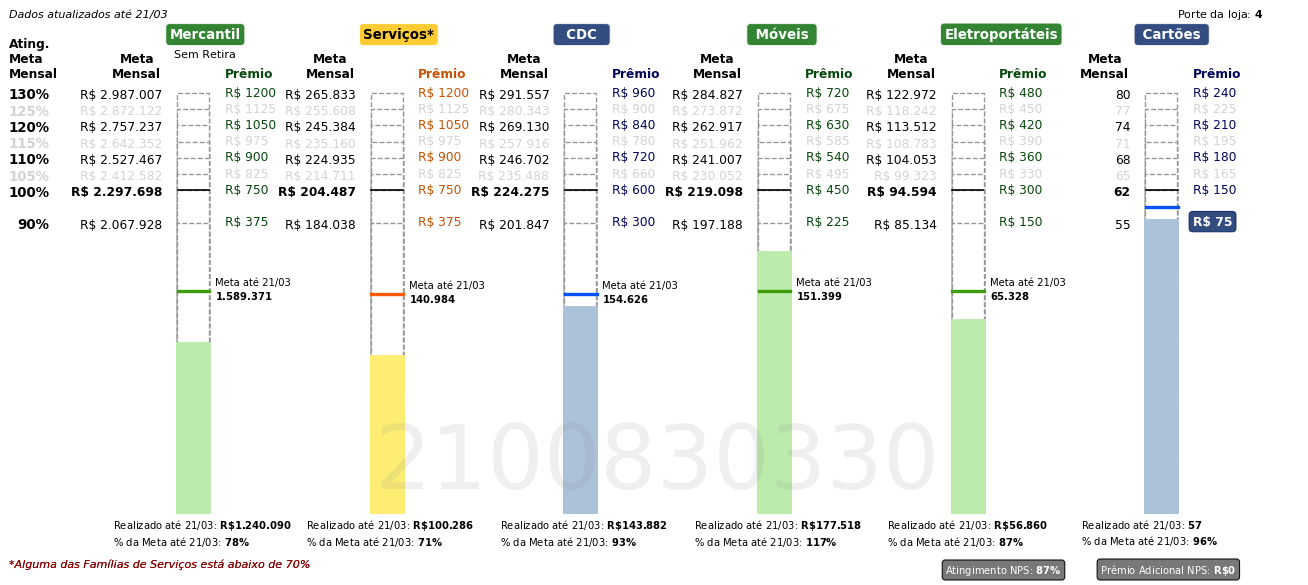 Dados atualizados até 21/03 Porte da loja: 4
Mercantil Serviços* CDC Móveis Eletroportáteis Cartões
Sem Retira
Ating. Meta Mensal Meta Mensal Prêmio Meta Mensal Prêmio Meta Mensal Prêmio Meta Mensal Prêmio Meta Mensal Prêmio Meta Mensal Prêmio
130% R$ 2.987.007 R$ 1200 R$ 265.833 R$ 1200 R$ 291.557 R$ 960 R$ 284.827 R$ 720 R$ 122.972 R$ 480 80 R$ 240
125% R$ 2.872.122 R$ 1125 R$ 255.608 R$ 1125 R$ 280.343 R$ 900 R$ 273.872 R$ 675 R$ 118.242 R$ 450 77 R$ 225
120% R$ 2.757.237 R$ 1050 R$ 245.384 R$ 1050 R$ 269.130 R$ 840 R$ 262.917 R$ 630 R$ 113.512 R$ 420 74 R$ 210
115% R$ 2.642.352 R$ 975 R$ 235.160 R$ 975 R$ 257.916 R$ 780 R$ 251.962 R$ 585 R$ 108.783 R$ 390 71 R$ 195
110% R$ 2.527.467 R$ 900 R$ 224.935 R$ 900 R$ 246.702 R$ 720 R$ 241.007 R$ 540 R$ 104.053 R$ 360 68 R$ 180
105% R$ 2.412.582 R$ 825 R$ 214.711 R$ 825 R$ 235.488 R$ 660 R$ 230.052 R$ 495 R$ 99.323 R$ 330 65 R$ 165
100% R$ 2.297.698 R$ 750 R$ 204.487 R$ 750 R$ 224.275 R$ 600 R$ 219.098 R$ 450 R$ 94.594 R$ 300 62 R$ 150
90% R$ 2.067.928 R$ 375 R$ 184.038 R$ 375 R$ 201.847 R$ 300 R$ 197.188 R$ 225 R$ 85.134 R$ 150 55 R$ 75
Meta até 21/03 Meta até 21/03 Meta até 21/03 Meta até 21/03 Meta até 21/03
1.589.371 140.984 154.626 151.399 65.328
2100830330
Realizado até 21/03: R$1.240.090 Realizado até 21/03: R$100.286 Realizado até 21/03: R$143.882 Realizado até 21/03: R$177.518 Realizado até 21/03: R$56.860 Realizado até 21/03: 57
% da Meta até 21/03: 78% % da Meta até 21/03: 71% % da Meta até 21/03: 93% % da Meta até 21/03: 117% % da Meta até 21/03: 87% % da Meta até 21/03: 96%
*Alguma das Famílias de Serviços está abaixo de 70% Atingimento NPS: 87% Prêmio Adicional NPS: R$0